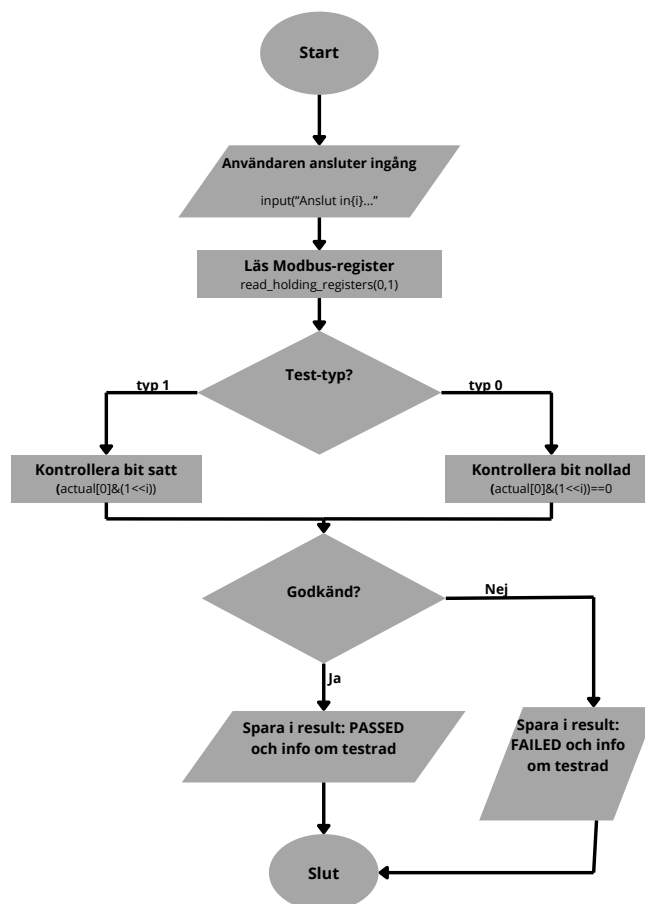 Start
Användaren ansluter ingång
input(“Anslut in{i}...”
Läs Modbus-register
read_holding_registers(0,1)
Test-typ?
typ 1
typ 0
Kontrollera bit satt
(actual[0]&(1<<i))
Kontrollera bit nollad
(actual[0]&(1<<i))==0
Godkänd?
Nej
Ja
Spara i result: PASSED
och info om testrad
Spara i result:
FAILED och info
om testrad
Slut